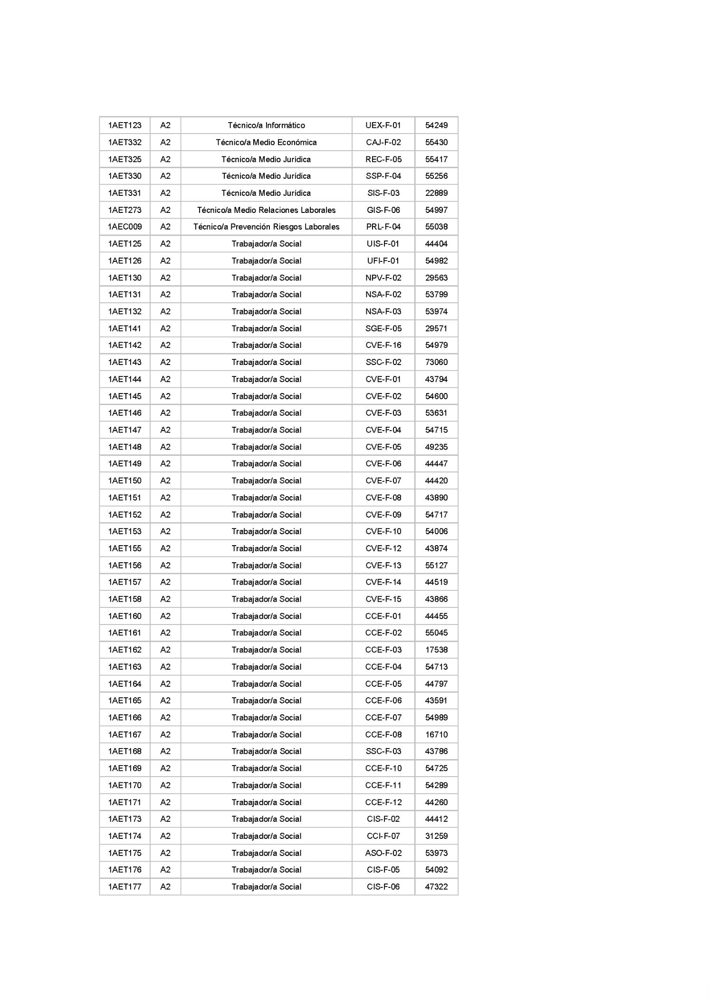 1AET123 A2 Técnico/a Informático UEX-F-01 54249
1AET332 A2 Técnico/a Medio Económica CAJ-F-02 55430
1AET325 A2 Técnico/a Medio Jurídica REC-F-05 55417
1AET330 A2 Técnico/a Medio Jurídica SSP-F-04 55256
1AET331 A2 Técnico/a Medio Jurídica SIS-F-03 22889
1AET273 A2 Técnico/a Medio Relaciones Laborales GIS-F-06 54997
1AEC009 A2 Técnico/a Prevención Riesgos Laborales PRL-F-04 55038
1AET125 A2 Trabajador/a Social UIS-F-01 44404
1AET126 A2 Trabajador/a Social UFI-F-01 54982
1AET130 A2 Trabajador/a Social NPV-F-02 29563
1AET131 A2 Trabajador/a Social NSA-F-02 53799
1AET132 A2 Trabajador/a Social NSA-F-03 53974
1AET141 A2 Trabajador/a Social SGE-F-05 29571
1AET142 A2 Trabajador/a Social CVE-F-16 54979
1AET143 A2 Trabajador/a Social SSC-F-02 73060
1AET144 A2 Trabajador/a Social CVE-F-01 43794
1AET145 A2 Trabajador/a Social CVE-F-02 54600
1AET146 A2 Trabajador/a Social CVE-F-03 53631
1AET147 A2 Trabajador/a Social CVE-F-04 54715
1AET148 A2 Trabajador/a Social CVE-F-05 49235
1AET149 A2 Trabajador/a Social CVE-F-06 44447
1AET150 A2 Trabajador/a Social CVE-F-07 44420
1AET151 A2 Trabajador/a Social CVE-F-08 43890
1AET152 A2 Trabajador/a Social CVE-F-09 54717
1AET153 A2 Trabajador/a Social CVE-F-10 54006
1AET155 A2 Trabajador/a Social CVE-F-12 43874
1AET156 A2 Trabajador/a Social CVE-F-13 55127
1AET157 A2 Trabajador/a Social CVE-F-14 44519
1AET158 A2 Trabajador/a Social CVE-F-15 43866
1AET160 A2 Trabajador/a Social CCE-F-01 44455
1AET161 A2 Trabajador/a Social CCE-F-02 55045
1AET162 A2 Trabajador/a Social CCE-F-03 17538
1AET163 A2 Trabajador/a Social CCE-F-04 54713
1AET164 A2 Trabajador/a Social CCE-F-05 44797
1AET165 A2 Trabajador/a Social CCE-F-06 43591
1AET166 A2 Trabajador/a Social CCE-F-07 54989
1AET167 A2 Trabajador/a Social CCE-F-08 16710
1AET168 A2 Trabajador/a Social SSC-F-03 43786
1AET169 A2 Trabajador/a Social CCE-F-10 54725
1AET170 A2 Trabajador/a Social CCE-F-11 54289
1AET171 A2 Trabajador/a Social CCE-F-12 44260
1AET173 A2 Trabajador/a Social CIS-F-02 44412
1AET174 A2 Trabajador/a Social CCI-F-07 31259
1AET175 A2 Trabajador/a Social ASO-F-02 53973
1AET176 A2 Trabajador/a Social CIS-F-05 54092
1AET177 A2 Trabajador/a Social CIS-F-06 47322